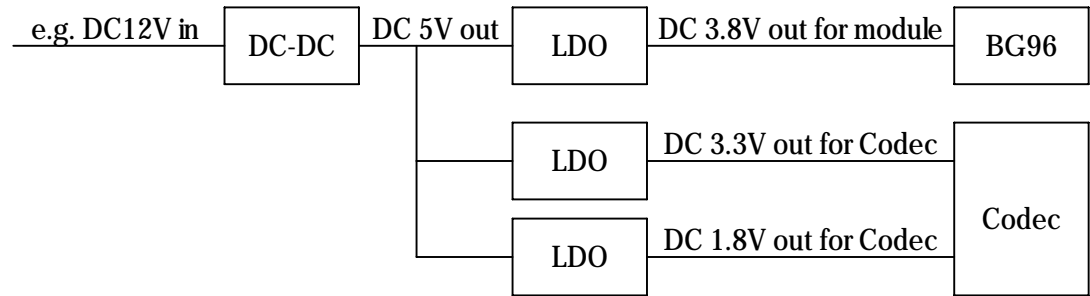 e.g. DC12V in
DC-DC
DC 5V out
LDO
DC 3.8V out for module
BG96
LDO
DC 3.3V out for Codec
Codec
LDO
DC 1.8V out for Codec